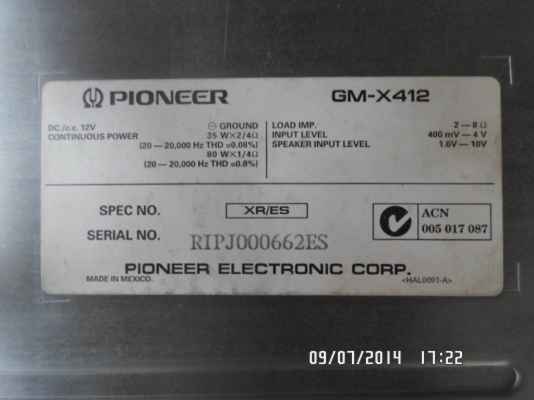 PIONEER GM-X412
DC./c.c. 12V ⊖ GROUND
CONTINUOUS POWER 35 W×2/4Ω
(20 – 20,000 Hz THD =0.08%)
80 W×1/4Ω
(20 – 20,000 Hz THD =0.8%)
LOAD IMP. 2 – 8 Ω
INPUT LEVEL 400 mV – 4 V
SPEAKER INPUT LEVEL 1.6V – 10V
SPEC NO. XR/ES
SERIAL NO. RIPJ000662ES
ACN
005 017 087
PIONEER ELECTRONIC CORP.
MADE IN MEXICO. <HAL0091-A>
09/07/2014 17:22